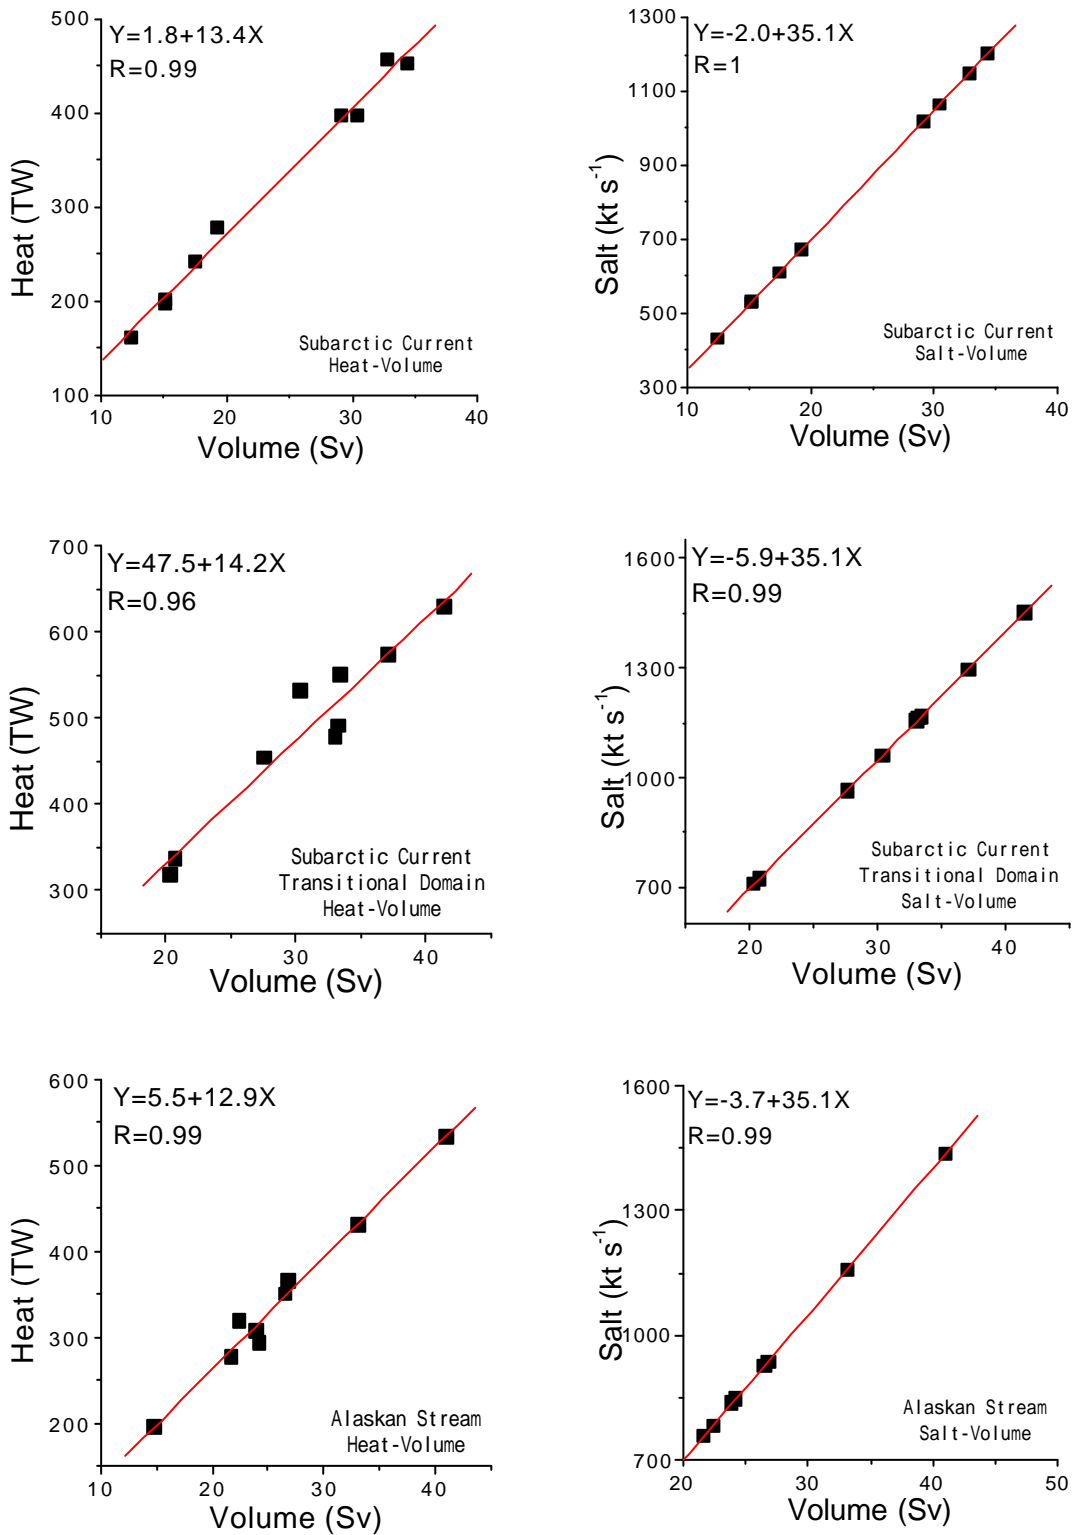 Y=1.8+13.4X
R=0.99
500
400
300
200
100
Heat (TW)
Subarctic Current
Heat-Volume
10
20
30
40
Volume (Sv)
Y=-2.0+35.1X
R=1
1300
1100
900
700
500
300
Salt (kt s-1)
Subarctic Current
Salt-Volume
10
20
30
40
Volume (Sv)
Y=47.5+14.2X
R=0.96
700
600
500
400
300
Heat (TW)
Subarctic Current
Transitional Domain
Heat-Volume
20
30
40
Volume (Sv)
Y=-5.9+35.1X
R=0.99
1600
1300
1000
700
Salt (kt s-1)
Subarctic Current
Transitional Domain
Salt-Volume
20
30
40
Volume (Sv)
Y=5.5+12.9X
R=0.99
600
500
400
300
200
Heat (TW)
Alaskan Stream
Heat-Volume
10
20
30
40
Volume (Sv)
Y=-3.7+35.1X
R=0.99
1600
1300
1000
700
Salt (kt s-1)
Alaskan Stream
Salt-Volume
20
30
40
50
Volume (Sv)